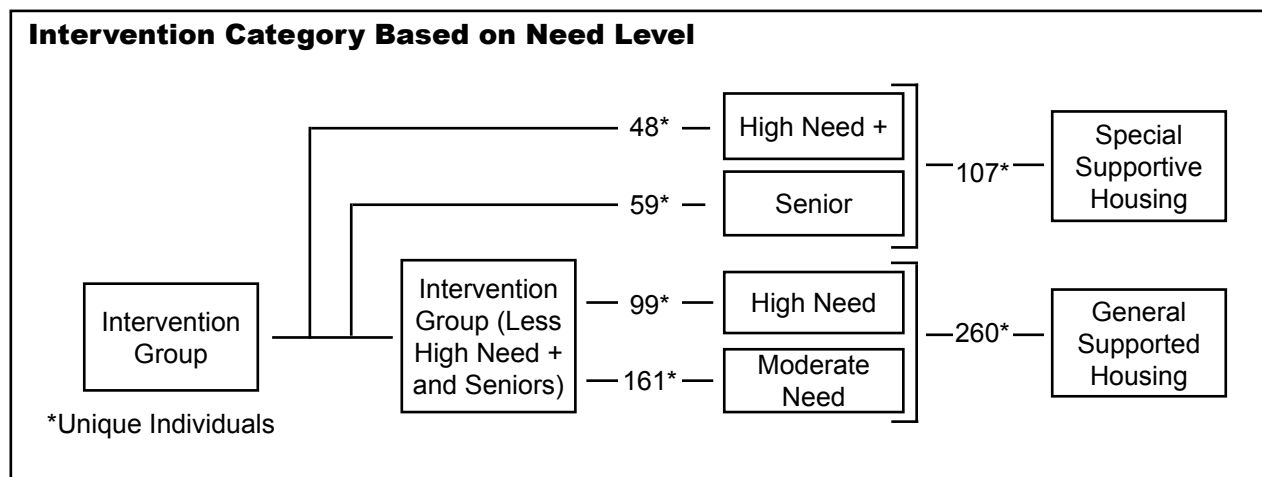 Intervention Category Based on Need Level
48*
High Need +
59*
Senior
107*
Special
Supportive
Housing
Intervention
Group
Intervention
Group (Less
High Need +
and Seniors)
99*
High Need
161*
Moderate
Need
260*
General
Supported
Housing
*Unique Individuals